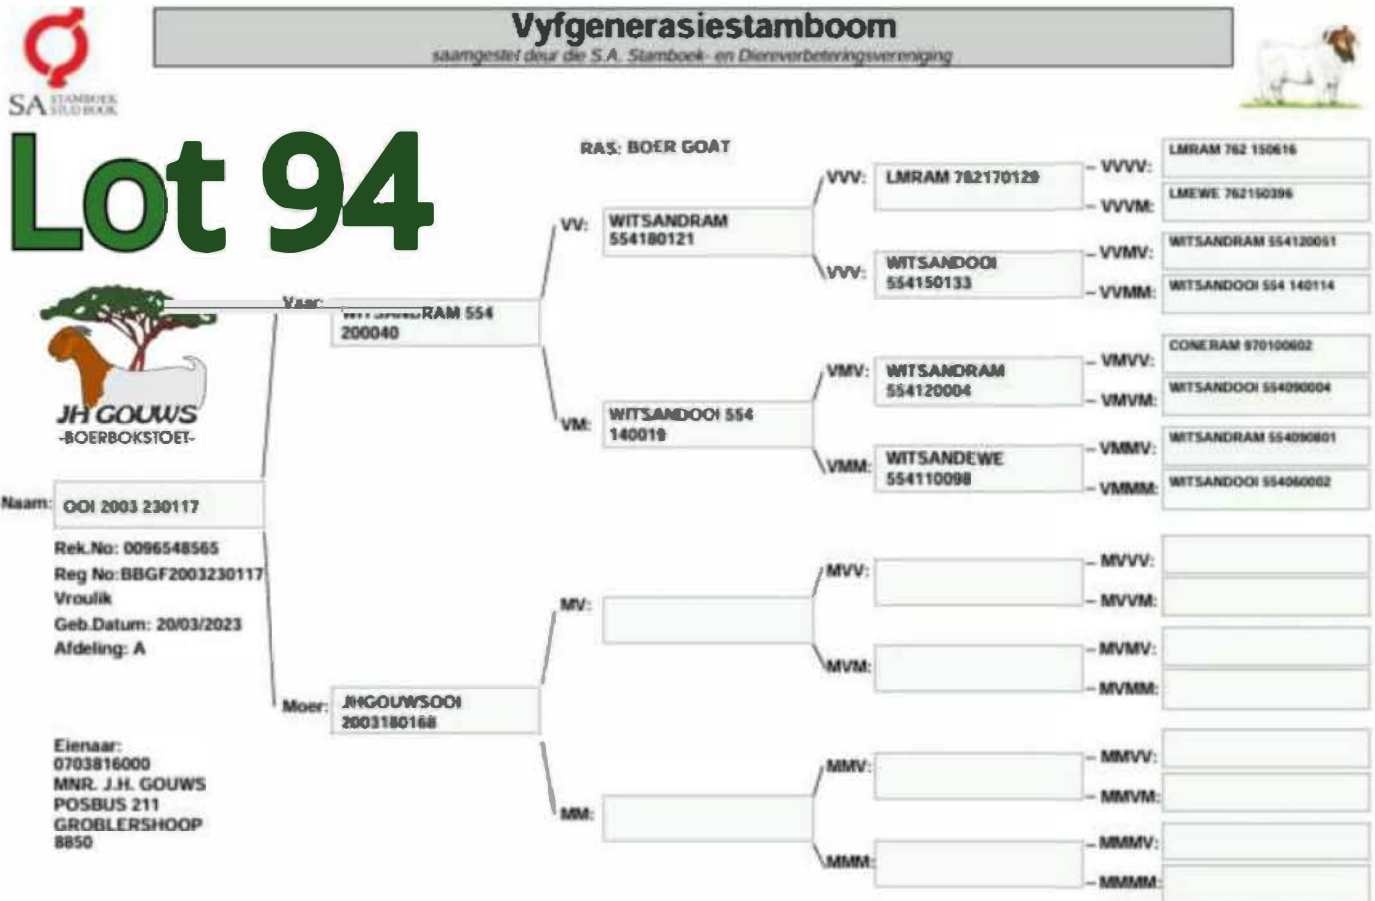 Vyfgenerasiestamboom
saamgestel deur die S.A. Stamboek- en Diereverbeteringsvereniging
SA STAMBOEK
STUD BOOK
Lot 94
RAS: BOER GOAT
JH GOUWS
-BOERBOKSTOET-
Naam: OOI 2003 230117
Rek.No: 0096548565
Reg No:BBGF2003230117
Vroulik
Geb.Datum: 20/03/2023
Afdeling: A
Eienaar:
0703816000
MNR. J.H. GOUWS
POSBUS 211
GROBLERSHOOP
8850
Vaar: WITSANDRAM 554
200040
Moer: JHGOUWSOOI
2003180168
VV: WITSANDRAM
554180121
VM: WITSANDOOI 554
140019
MV:
MM:
VVV: LMRAM 762170129
VVV: WITSANDOOI
554150133
VMV: WITSANDRAM
554120004
VMM: WITSANDEWE
554110098
MVV:
MVM:
MMV:
MMM:
VVVV: LMRAM 762 150616
VVVM: LMEWE 762150396
VVMV: WITSANDRAM 554120051
VVMM: WITSANDOOI 554 140114
VMVV: CONERAM 970100602
VMVM: WITSANDOOI 554090004
VMMV: WITSANDRAM 554090801
VMMM: WITSANDOOI 554060002
MVVV:
MVVM:
MVMV:
MVMM:
MMVV:
MMVM:
MMMV:
MMMM: